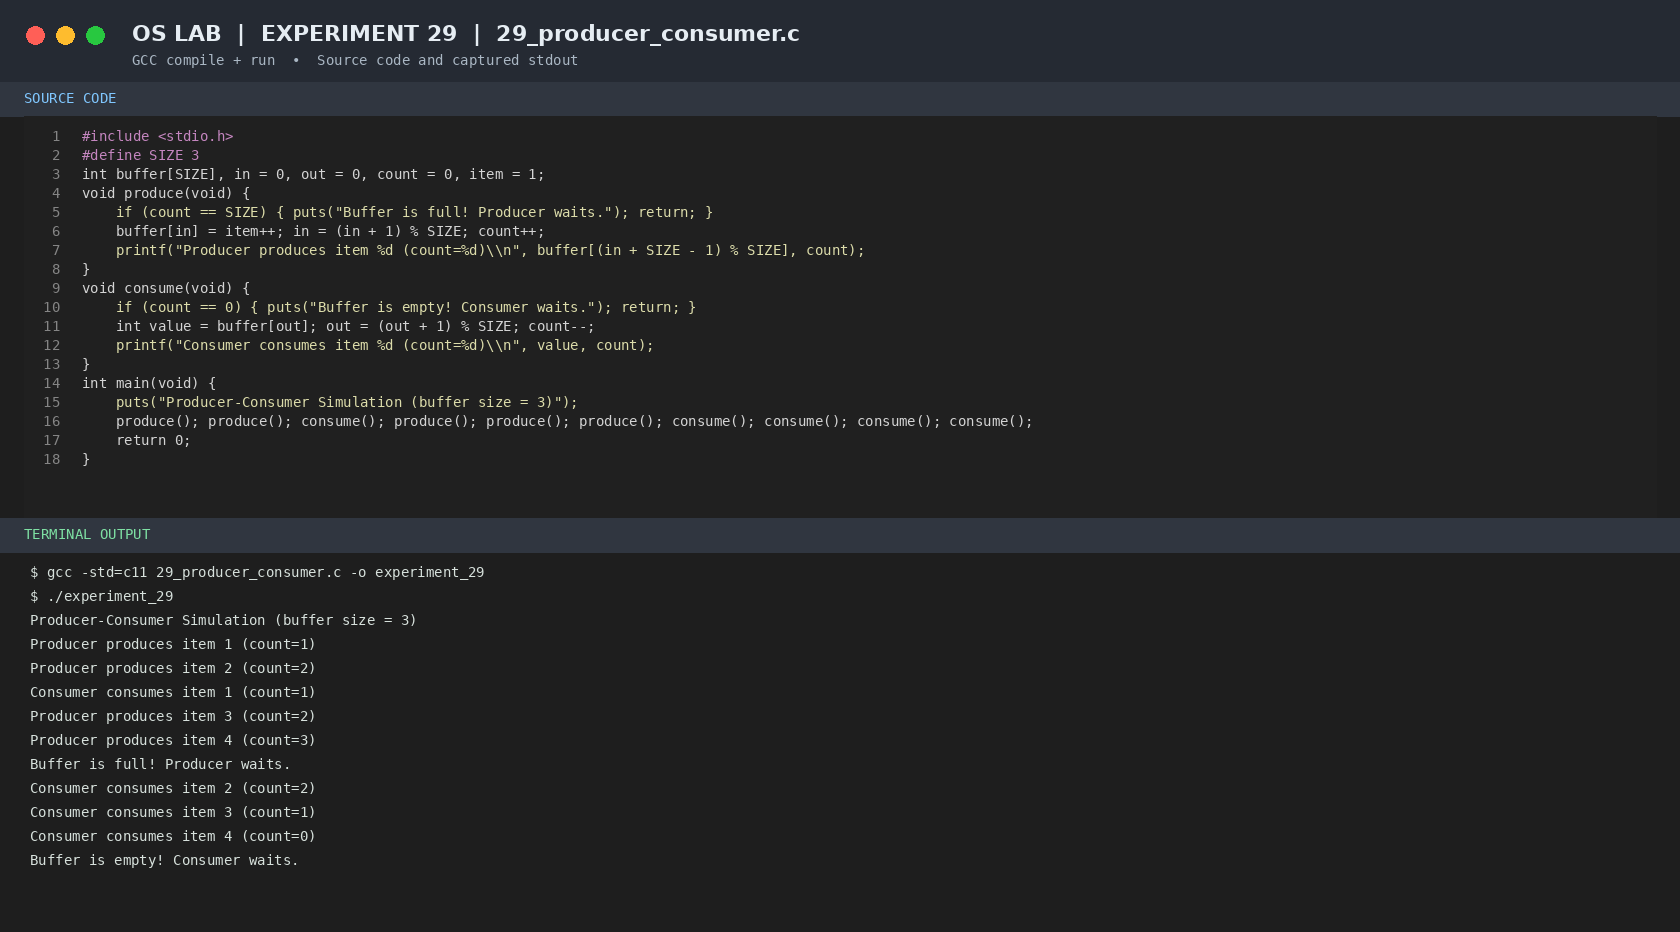 OS LAB | EXPERIMENT 29 | 29_producer_consumer.c
GCC compile + run • Source code and captured stdout
SOURCE CODE
1 #include <stdio.h>
2 #define SIZE 3
3 int buffer[SIZE], in = 0, out = 0, count = 0, item = 1;
4 void produce(void) {
5     if (count == SIZE) { puts("Buffer is full! Producer waits."); return; }
6     buffer[in] = item++; in = (in + 1) % SIZE; count++;
7     printf("Producer produces item %d (count=%d)\\n", buffer[(in + SIZE - 1) % SIZE], count);
8 }
9 void consume(void) {
10     if (count == 0) { puts("Buffer is empty! Consumer waits."); return; }
11     int value = buffer[out]; out = (out + 1) % SIZE; count--;
12     printf("Consumer consumes item %d (count=%d)\\n", value, count);
13 }
14 int main(void) {
15     puts("Producer-Consumer Simulation (buffer size = 3)");
16     produce(); produce(); consume(); produce(); produce(); produce(); consume(); consume(); consume(); consume();
17     return 0;
18 }
TERMINAL OUTPUT
$ gcc -std=c11 29_producer_consumer.c -o experiment_29
$ ./experiment_29
Producer-Consumer Simulation (buffer size = 3)
Producer produces item 1 (count=1)
Producer produces item 2 (count=2)
Consumer consumes item 1 (count=1)
Producer produces item 3 (count=2)
Producer produces item 4 (count=3)
Buffer is full! Producer waits.
Consumer consumes item 2 (count=2)
Consumer consumes item 3 (count=1)
Consumer consumes item 4 (count=0)
Buffer is empty! Consumer waits.